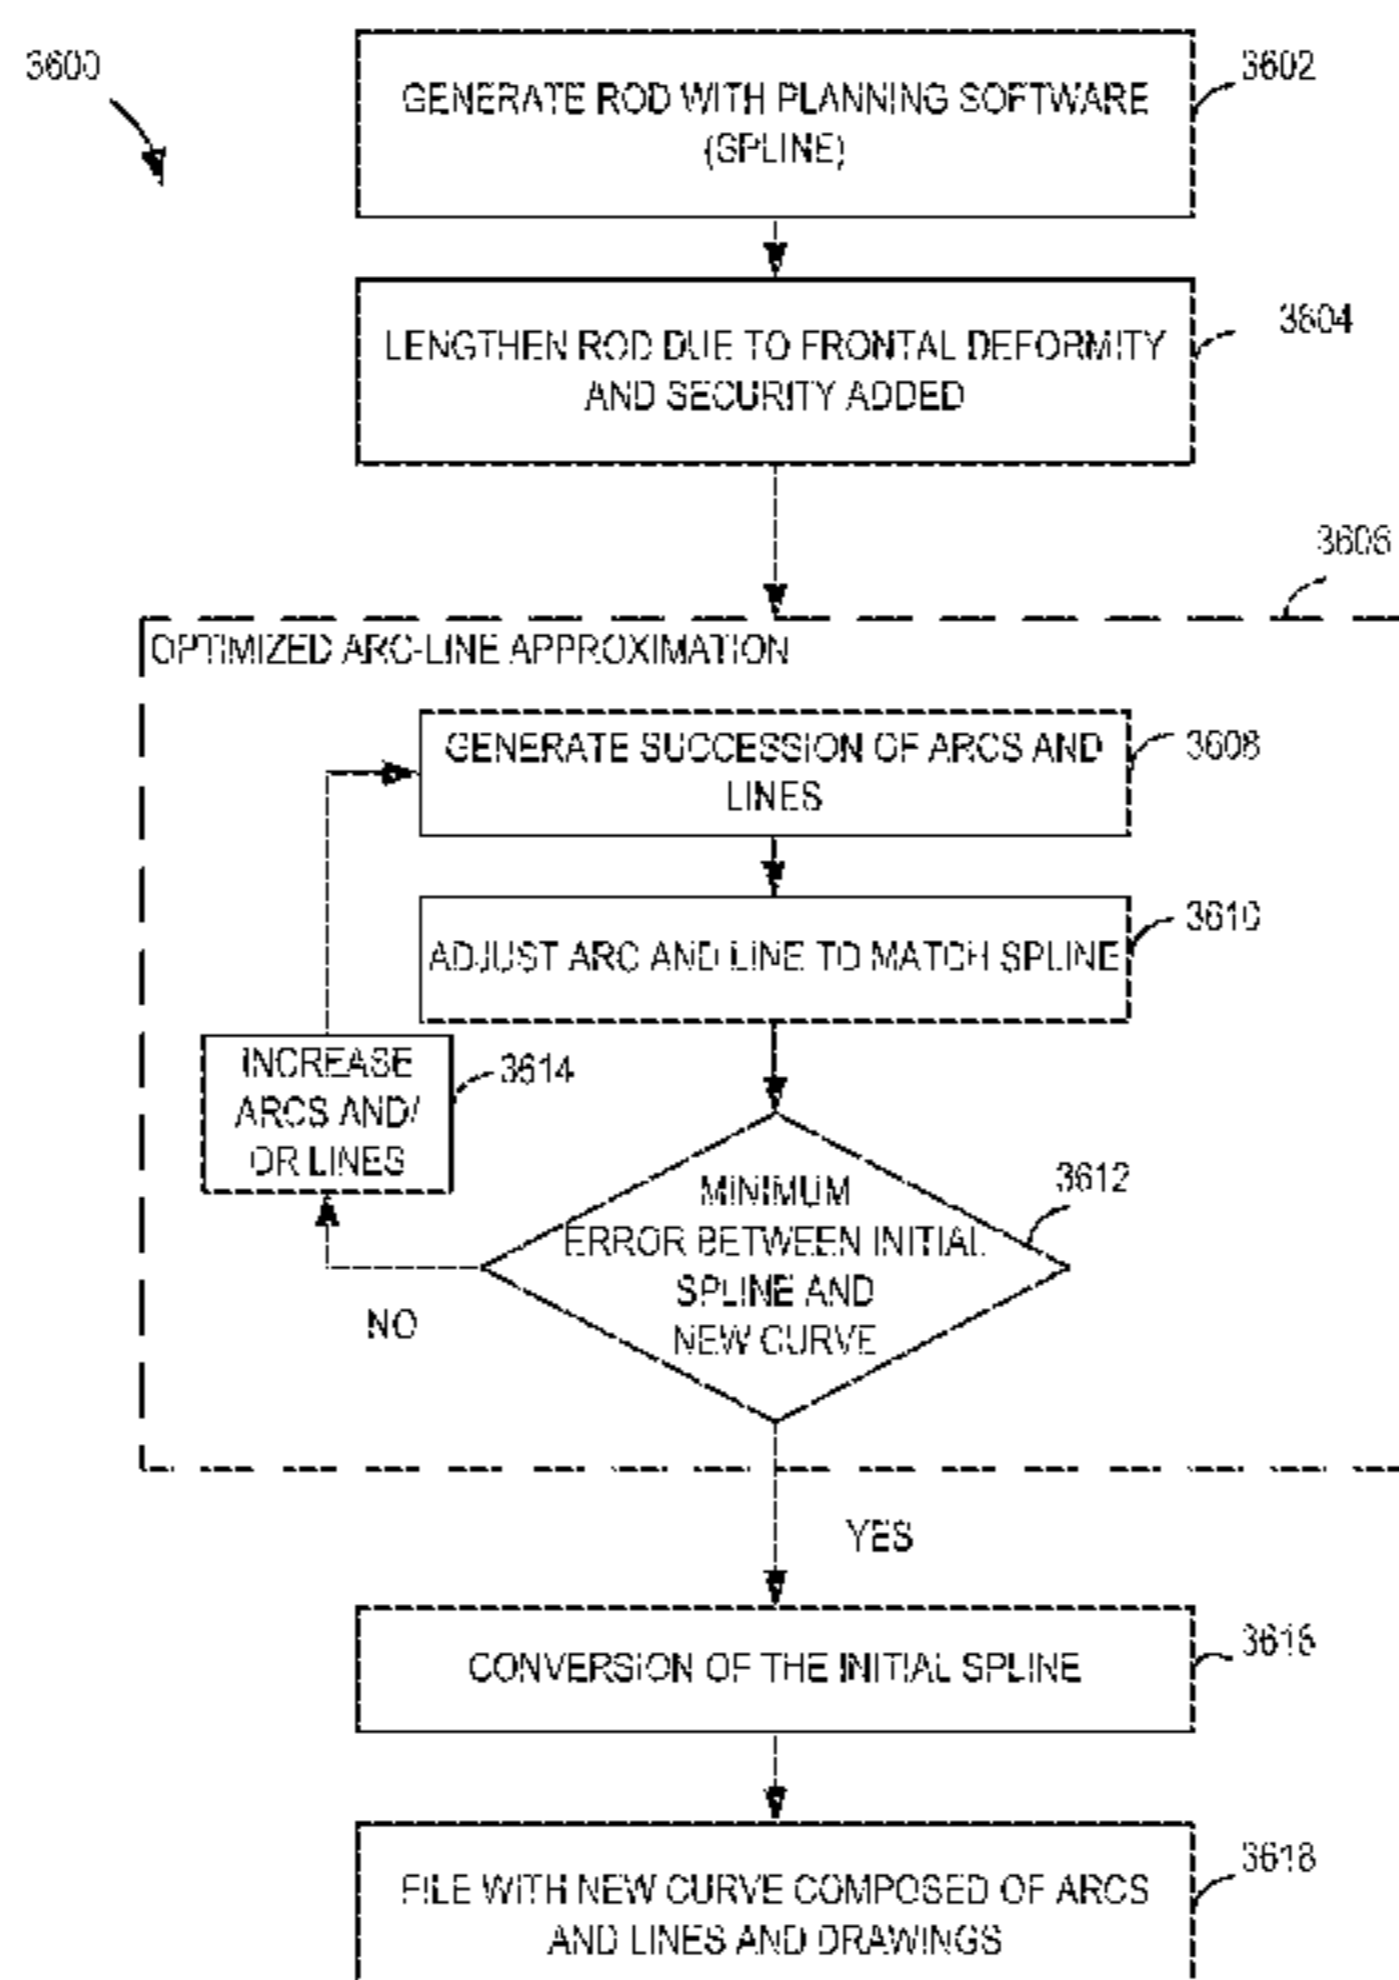 3600
GENERATE ROD WITH PLANNING SOFTWARE
(SPLINE)
3602
LENGTHEN ROD DUE TO FRONTAL DEFORMITY
AND SECURITY ADDED
3604
3606
OPTIMIZED ARC-LINE APPROXIMATION
GENERATE SUCCESSION OF ARCS AND
LINES
3608
ADJUST ARC AND LINE TO MATCH SPLINE
3610
INCREASE
ARCS AND/
OR LINES
3614
MINIMUM
ERROR BETWEEN INITIAL
SPLINE AND
NEW CURVE
3612
NO
YES
CONVERSION OF THE INITIAL SPLINE
3616
FILE WITH NEW CURVE COMPOSED OF ARCS
AND LINES AND DRAWINGS
3618